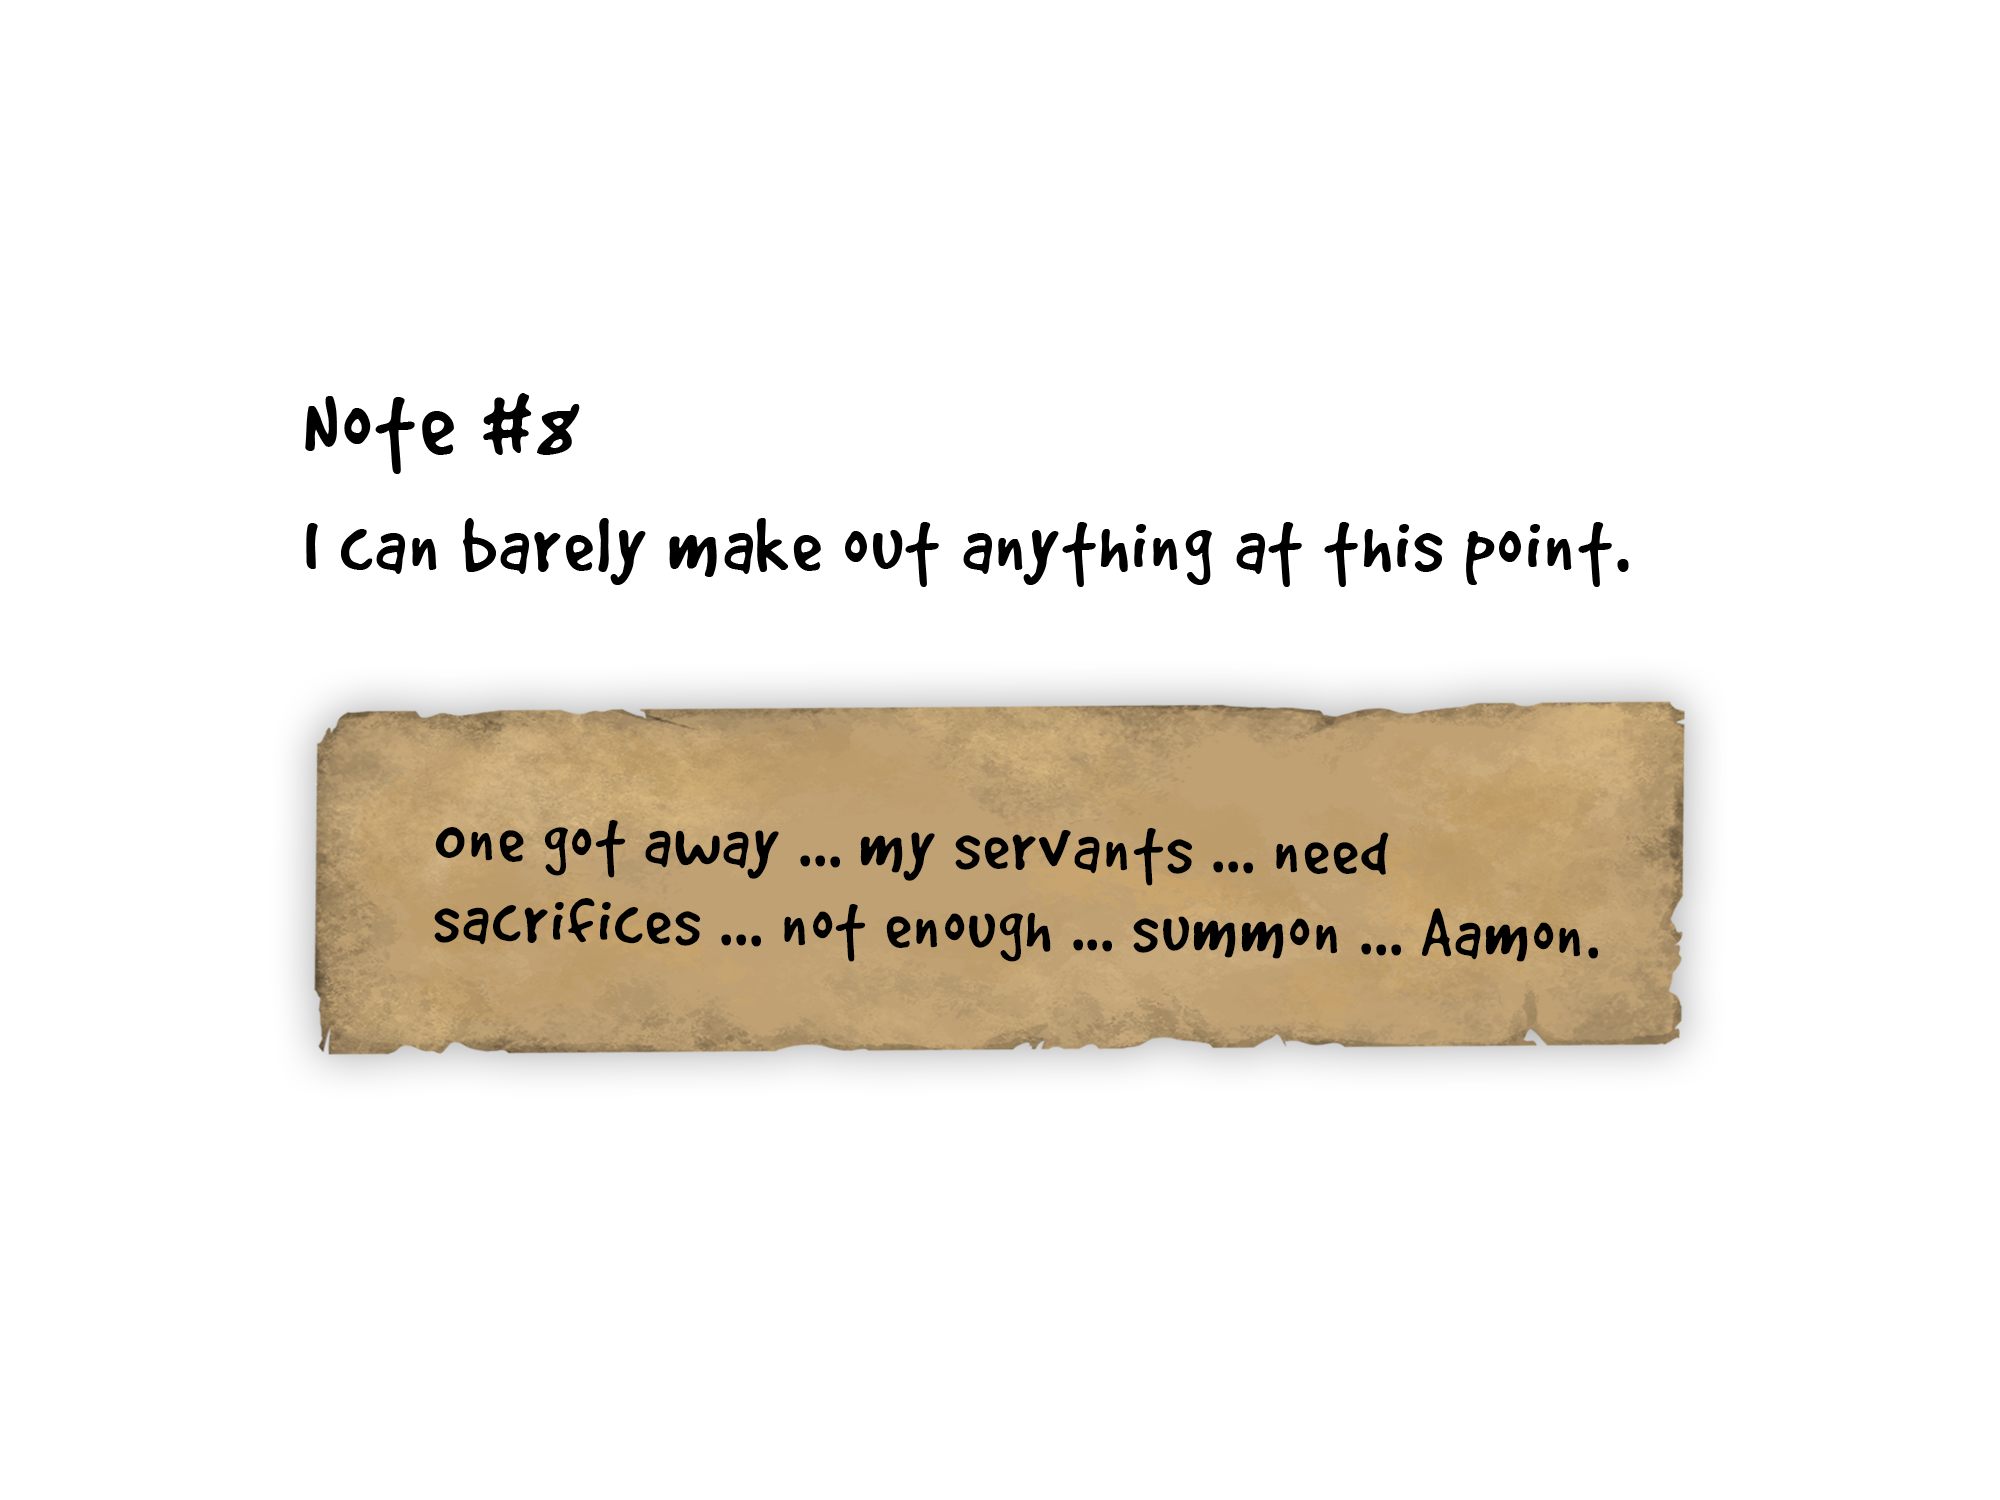 Note #8
I can barely make out anything at this point.
One got away ... my servants ... need
sacrifices ... not enough ... summon ... Aamon.